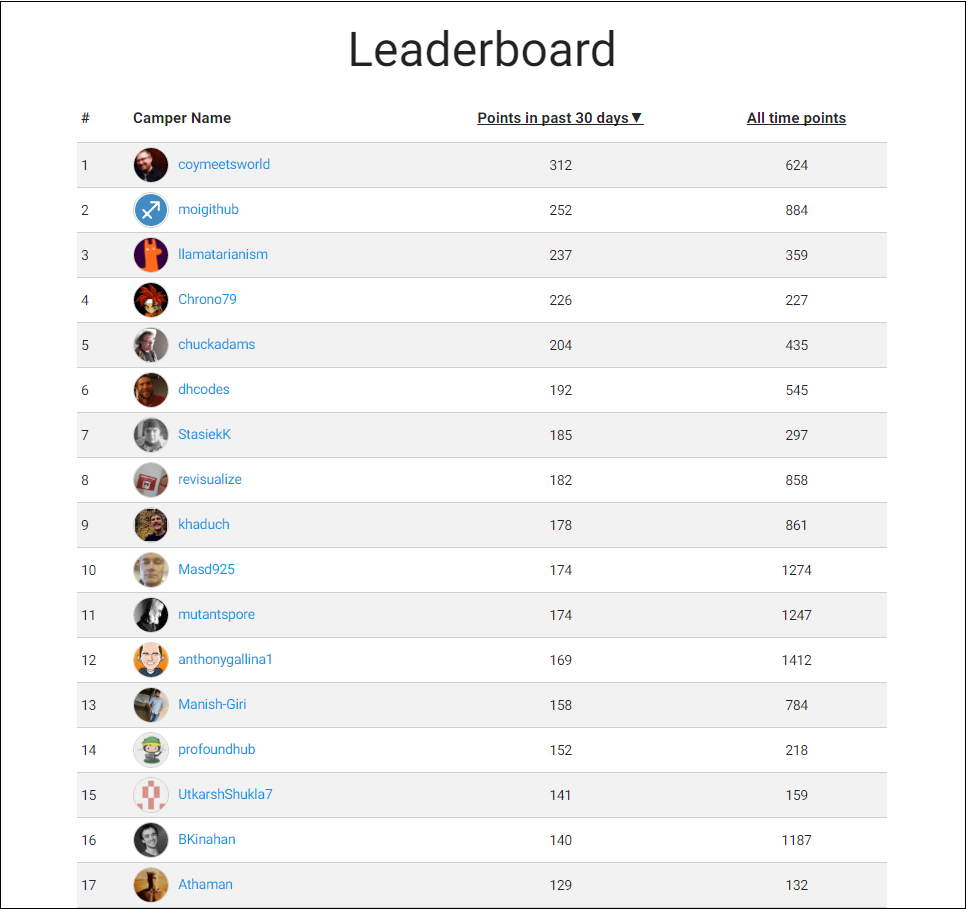 Leaderboard
# Camper Name Points in past 30 days▼ All time points
1 coymeetsworld 312 624
2 moigithub 252 884
3 llamatarianism 237 359
4 Chrono79 226 227
5 chuckadams 204 435
6 dhcodes 192 545
7 StasiekK 185 297
8 revisualize 182 858
9 khaduch 178 861
10 Masd925 174 1274
11 mutantspore 174 1247
12 anthonygallina1 169 1412
13 Manish-Giri 158 784
14 profoundhub 152 218
15 UtkarshShukla7 141 159
16 BKinahan 140 1187
17 Athaman 129 132